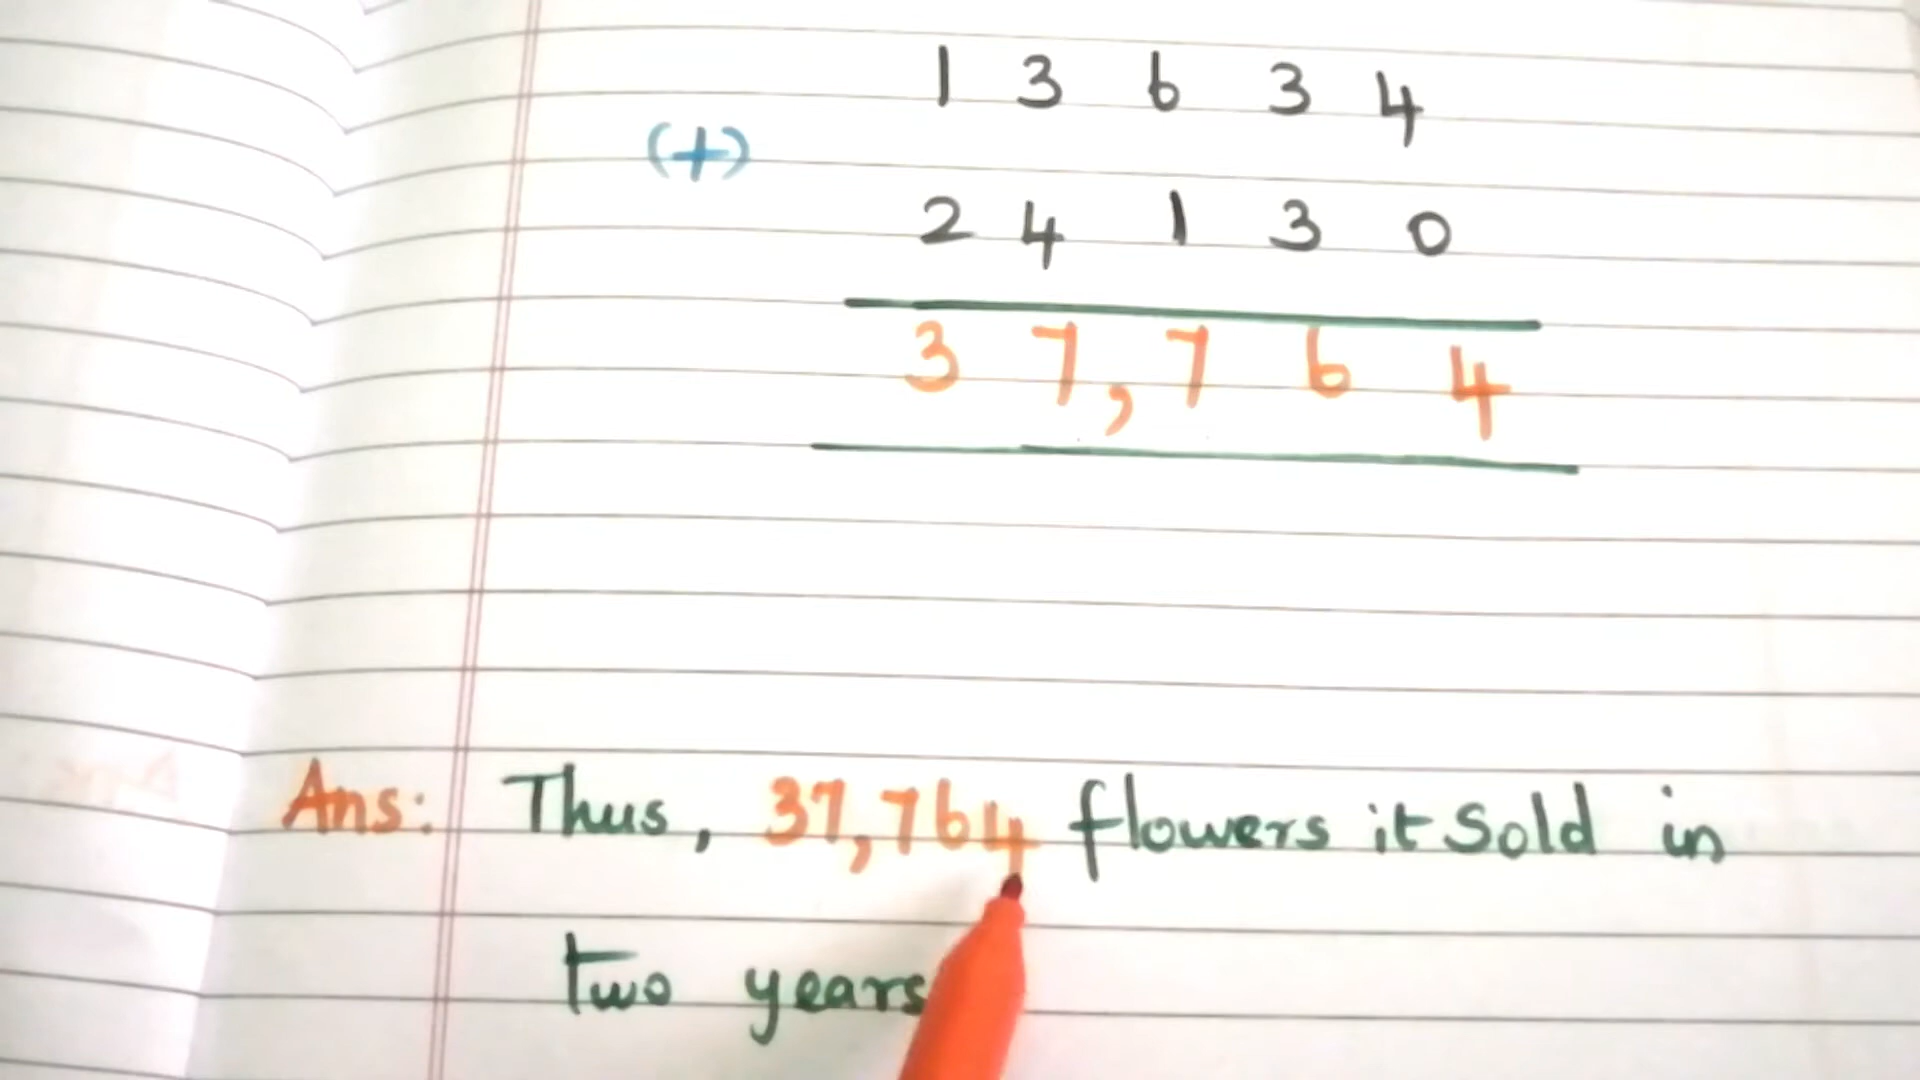 1 3 6 3 4
(+)
2 4 1 3 0
3 7,7 6 4
Ans: Thus, 37,764 flowers it sold in
two years